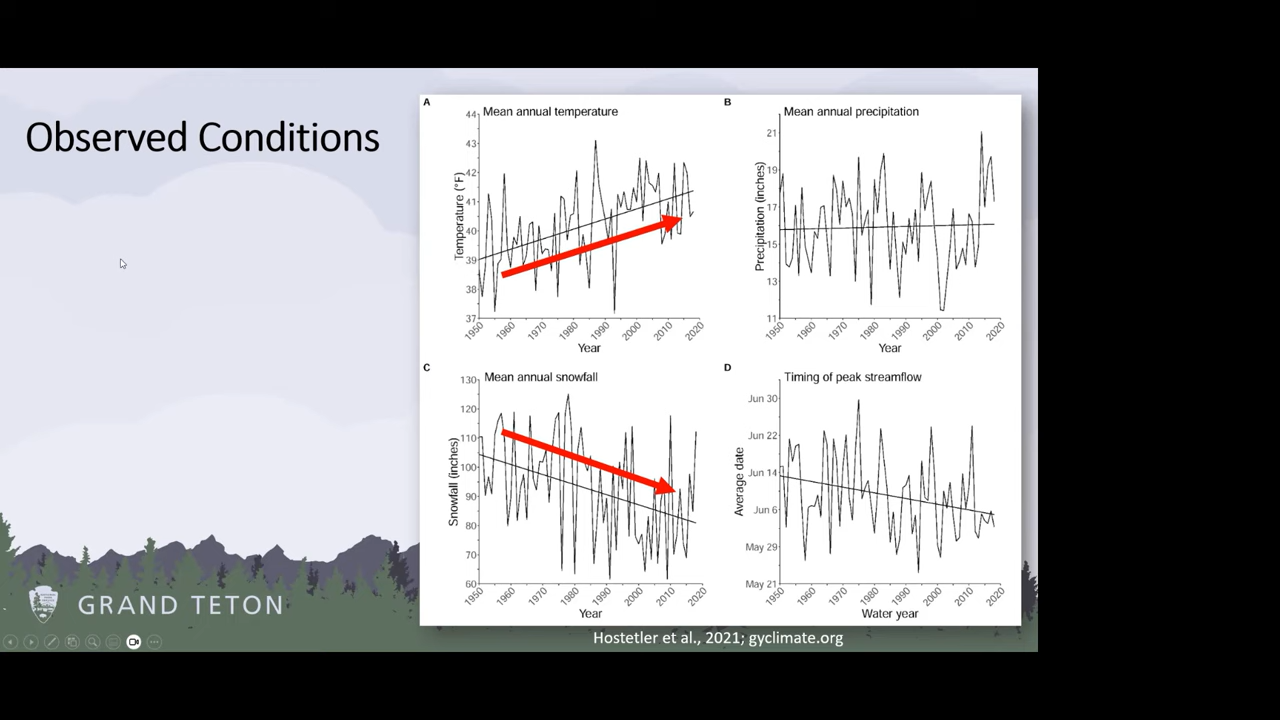 Observed Conditions
A
Mean annual temperature
Temperature (°F)
44
43
42
41
40
39
38
37
1950
1960
1970
1980
1990
2000
2010
2020
Year
B
Mean annual precipitation
Precipitation (inches)
21
19
17
15
13
11
1950
1960
1970
1980
1990
2000
2010
2020
Year
C
Mean annual snowfall
Snowfall (inches)
130
120
110
100
90
80
70
60
1950
1960
1970
1980
1990
2000
2010
2020
Year
D
Timing of peak streamflow
Average date
Jun 30
Jun 22
Jun 14
Jun 6
May 29
May 21
1950
1960
1970
1980
1990
2000
2010
2020
Water year
GRAND TETON
Hostetler et al., 2021; gyclimate.org